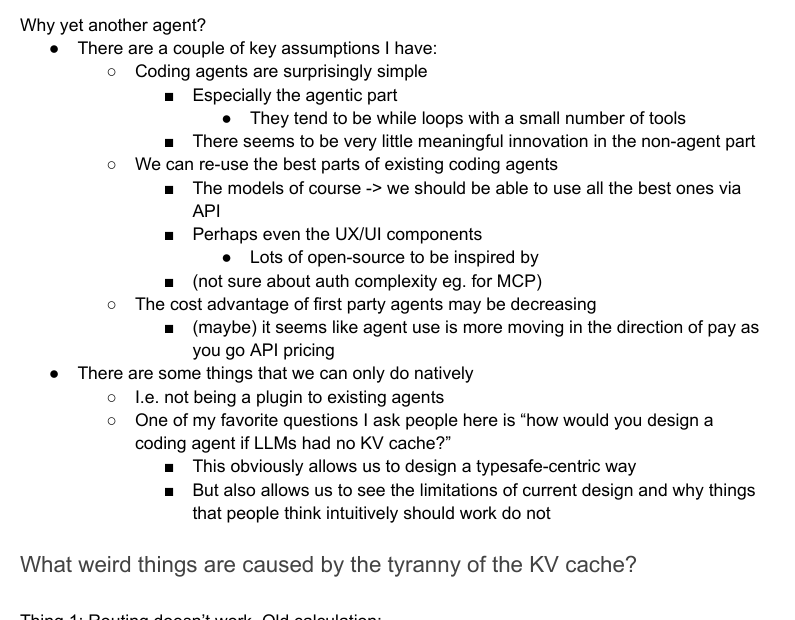 Why yet another agent?
● There are a couple of key assumptions I have:
○ Coding agents are surprisingly simple
■ Especially the agentic part
● They tend to be while loops with a small number of tools
■ There seems to be very little meaningful innovation in the non-agent part
○ We can re-use the best parts of existing coding agents
■ The models of course -> we should be able to use all the best ones via
API
■ Perhaps even the UX/UI components
● Lots of open-source to be inspired by
■ (not sure about auth complexity eg. for MCP)
○ The cost advantage of first party agents may be decreasing
■ (maybe) it seems like agent use is more moving in the direction of pay as
you go API pricing
● There are some things that we can only do natively
○ I.e. not being a plugin to existing agents
○ One of my favorite questions I ask people here is “how would you design a
coding agent if LLMs had no KV cache?”
■ This obviously allows us to design a typesafe-centric way
■ But also allows us to see the limitations of current design and why things
that people think intuitively should work do not
What weird things are caused by the tyranny of the KV cache?
Thing 1: Routing doesn’t work. Old calculation: